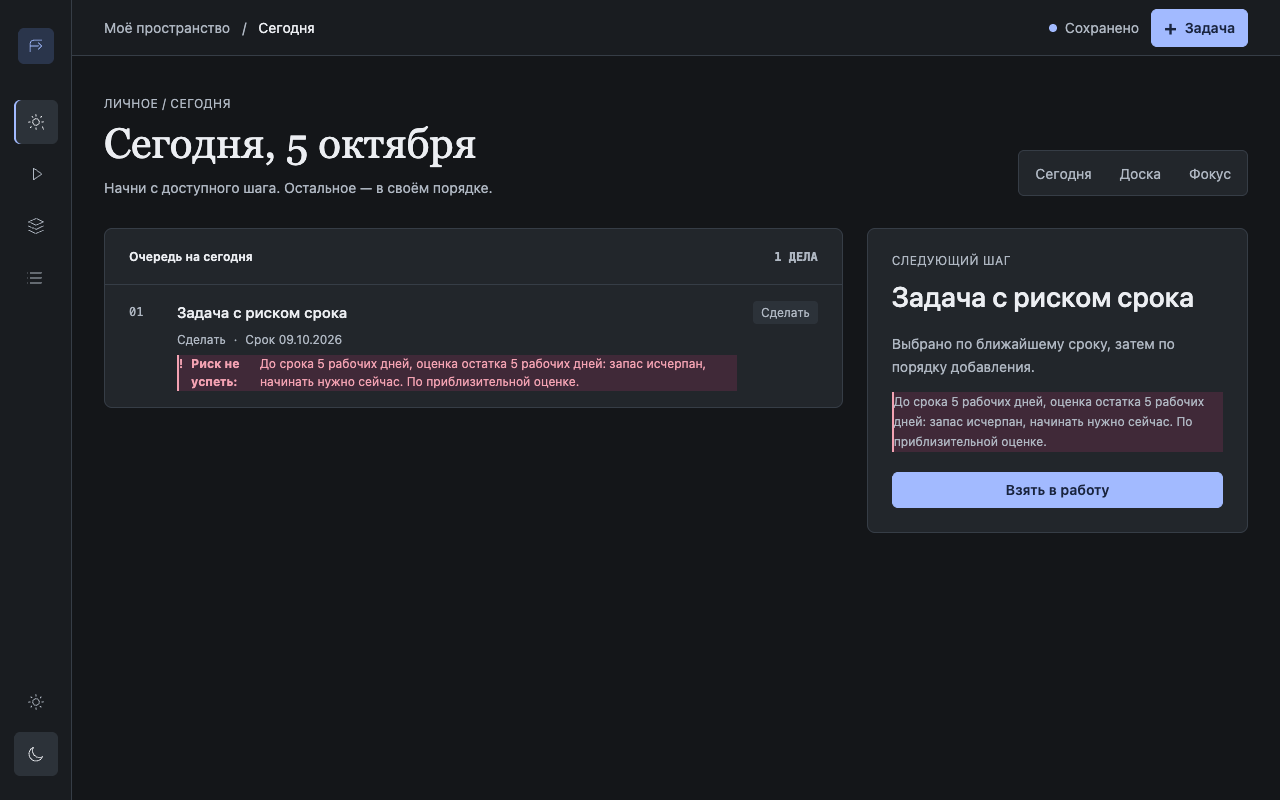 Моё пространство / Сегодня
Сохранено
+ Задача
ЛИЧНОЕ / СЕГОДНЯ
Сегодня, 5 октября
Начни с доступного шага. Остальное — в своём порядке.
Сегодня Доска Фокус
Очередь на сегодня
1 ДЕЛА
01
Задача с риском срока
Сделать
Сделать · Срок 09.10.2026
! Риск не успеть:
До срока 5 рабочих дней, оценка остатка 5 рабочих дней: запас исчерпан,
начинать нужно сейчас. По приблизительной оценке.
СЛЕДУЮЩИЙ ШАГ
Задача с риском срока
Выбрано по ближайшему сроку, затем по
порядку добавления.
До срока 5 рабочих дней, оценка остатка 5 рабочих
дней: запас исчерпан, начинать нужно сейчас. По
приблизительной оценке.
Взять в работу